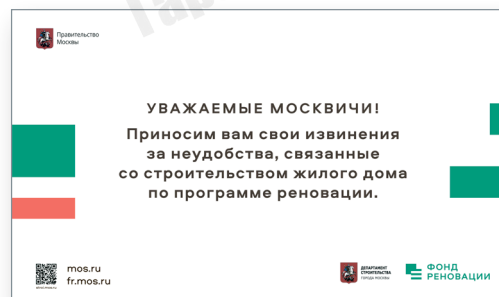 Правительство
Москвы
УВАЖАЕМЫЕ МОСКВИЧИ!
Приносим вам свои извинения
за неудобства, связанные
со строительством жилого дома
по программе реновации.
mos.ru
fr.mos.ru
ДЕПАРТАМЕНТ
СТРОИТЕЛЬСТВА
ГОРОДА МОСКВЫ
ФОНД
РЕНОВАЦИИ